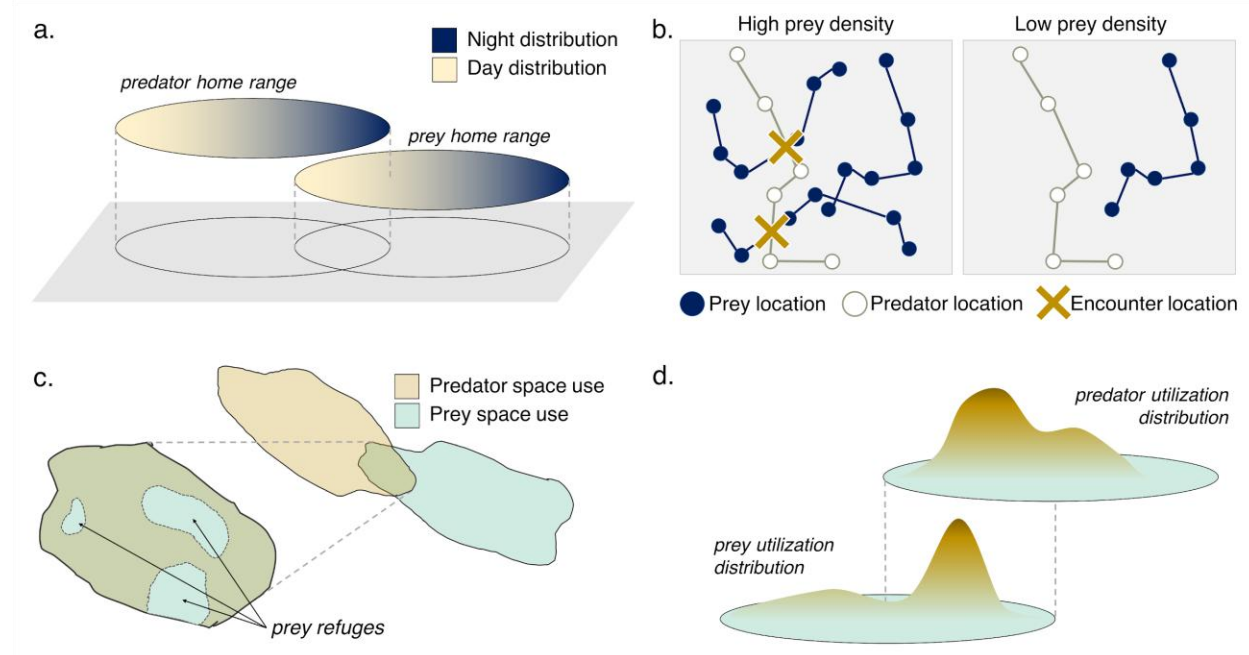 a.
Night distribution
Day distribution
predator home range
prey home range
b.
High prey density
Low prey density
Prey location
Predator location
Encounter location
c.
Predator space use
Prey space use
prey refuges
d.
predator utilization
distribution
prey utilization
distribution